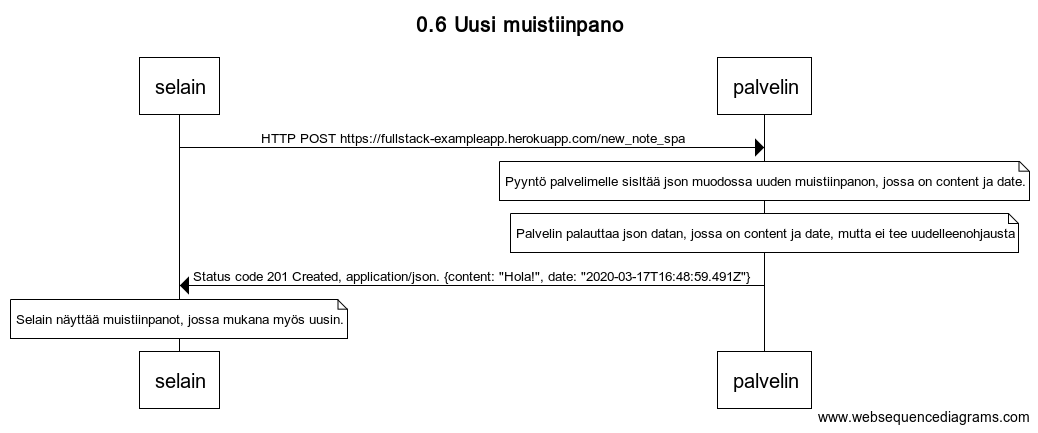 0.6 Uusi muistiinpano
selain
palvelin
HTTP POST https://fullstack-exampleapp.herokuapp.com/new_note_spa
Pyyntö palvelimelle sisltää json muodossa uuden muistiinpanon, jossa on content ja date.
Palvelin palauttaa json datan, jossa on content ja date, mutta ei tee uudelleenohjausta
Status code 201 Created, application/json. {content: "Hola!", date: "2020-03-17T16:48:59.491Z"}
Selain näyttää muistiinpanot, jossa mukana myös uusin.
selain
palvelin
www.websequencediagrams.com